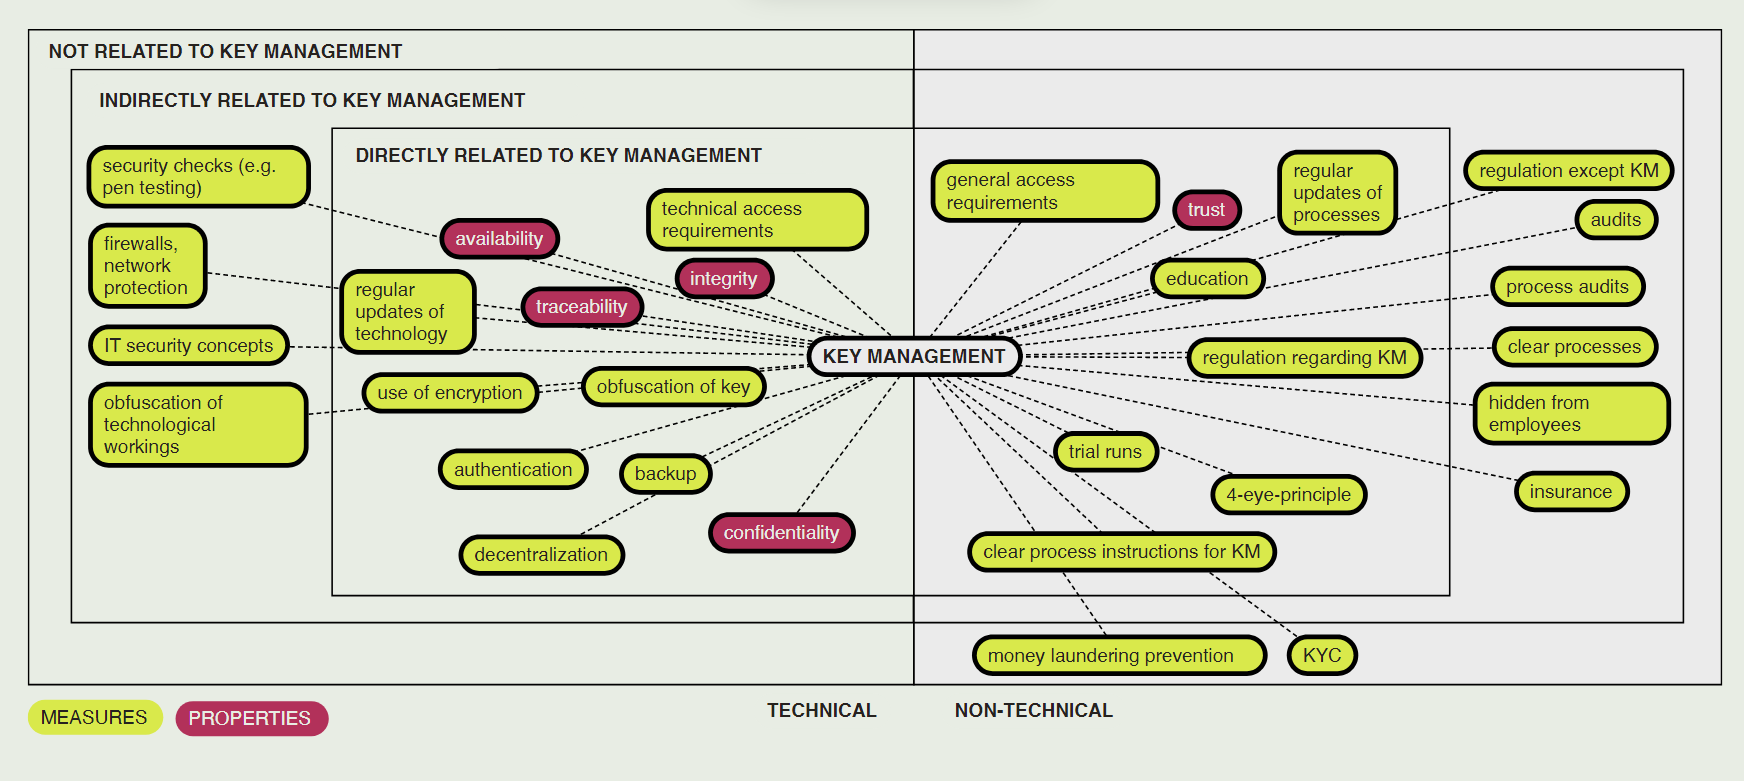 NOT RELATED TO KEY MANAGEMENT
INDIRECTLY RELATED TO KEY MANAGEMENT
DIRECTLY RELATED TO KEY MANAGEMENT
security checks (e.g.
pen testing)
firewalls,
network
protection
IT security concepts
obfuscation of
technological
workings
availability
technical access
requirements
integrity
regular
updates of
technology
traceability
use of encryption
obfuscation of key
authentication
backup
confidentiality
decentralization
KEY MANAGEMENT
general access
requirements
trust
regular
updates of
processes
education
regulation regarding KM
trial runs
4-eye-principle
clear process instructions for KM
regulation except KM
audits
process audits
clear processes
hidden from
employees
insurance
money laundering prevention
KYC
MEASURES
PROPERTIES
TECHNICAL
NON-TECHNICAL